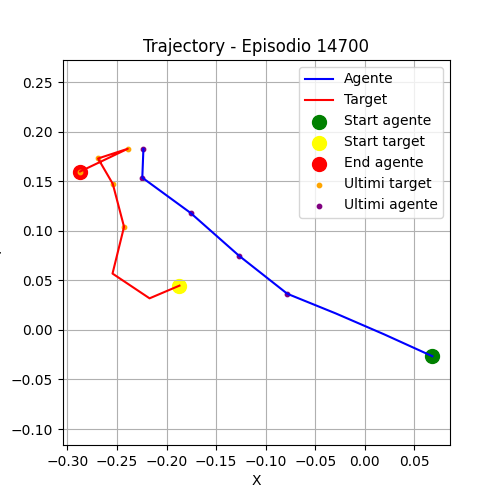 Trajectory - Episodio 14700
Agente
Target
Start agente
Start target
End agente
Ultimi target
Ultimi agente
0.25
0.20
0.15
0.10
0.05
0.00
−0.05
−0.10
−0.30 −0.25 −0.20 −0.15 −0.10 −0.05 0.00 0.05
X